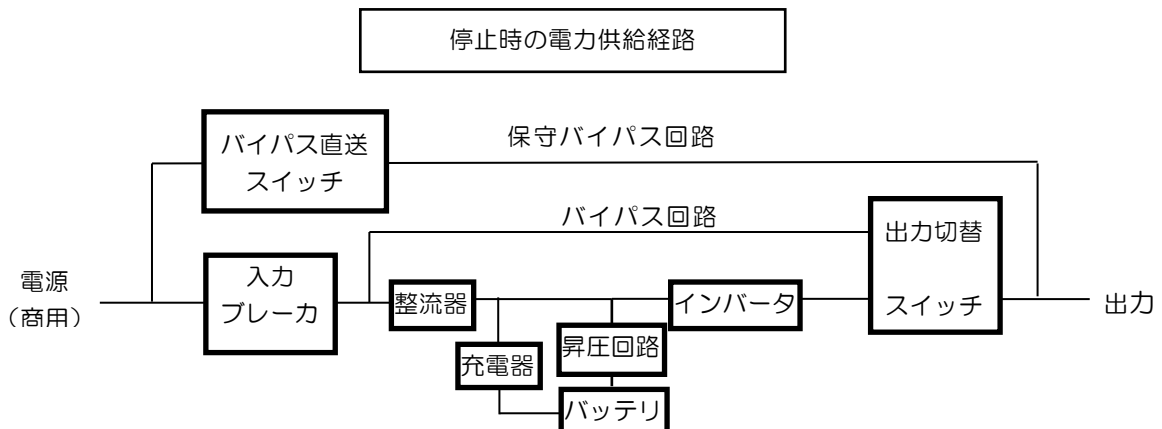 停止時の電力供給経路
バイパス直送
スイッチ
保守バイパス回路
バイパス回路
出力切替
スイッチ
電源
(商用)
入力
ブレーカ
整流器
インバータ
出力
充電器
昇圧回路
バッテリ